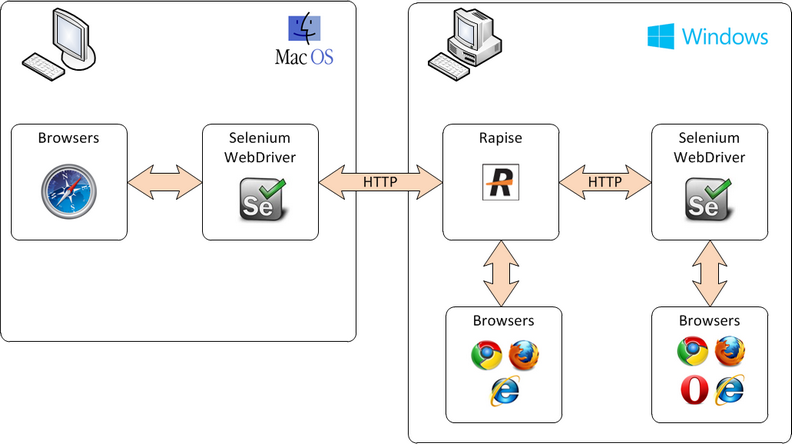 Mac OS
Windows
Browsers
Selenium
WebDriver
Se
HTTP
Rapise
R
HTTP
Selenium
WebDriver
Se
Browsers
Browsers